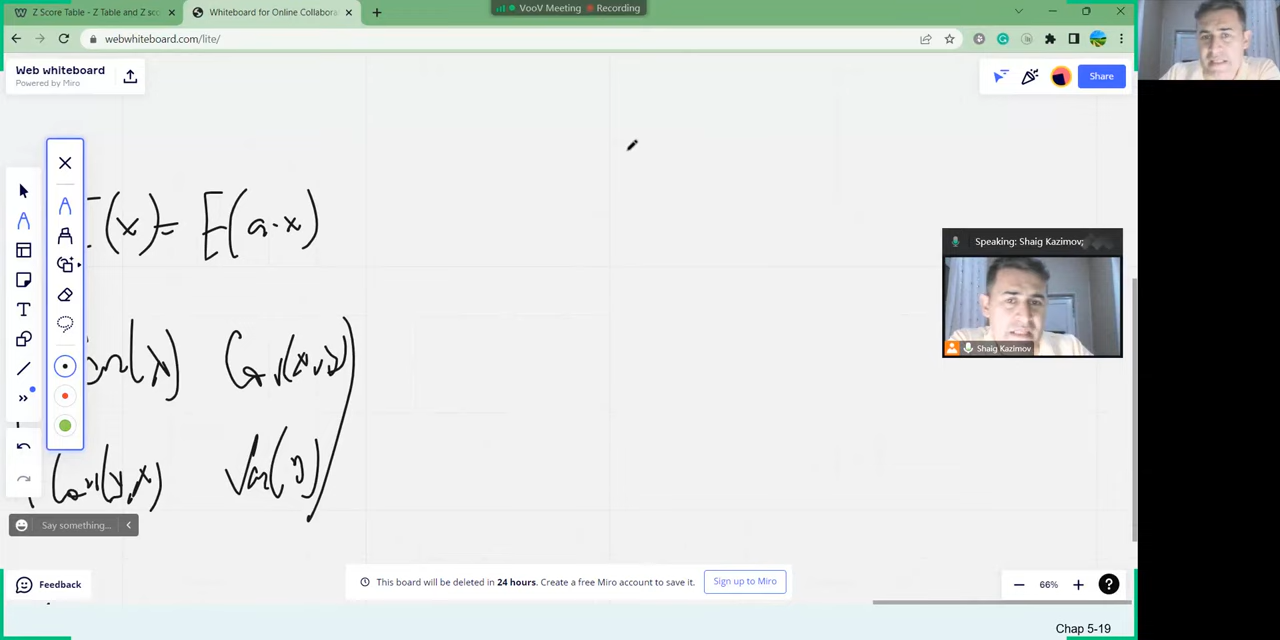 Z Score Table - Z Table and Z sco
Whiteboard for Online Collabora
VooV Meeting Recording
webwhiteboard.com/lite/
Web whiteboard
Powered by Miro
Share
(x) = E(a·x)
Speaking: Shaig Kazimov;
Shaig Kazimov
(x) Cov(x,y)
Cov(y,x) Var(y)
Say something...
Feedback
This board will be deleted in 24 hours. Create a free Miro account to save it.
Sign up to Miro
66%
Chap 5-19